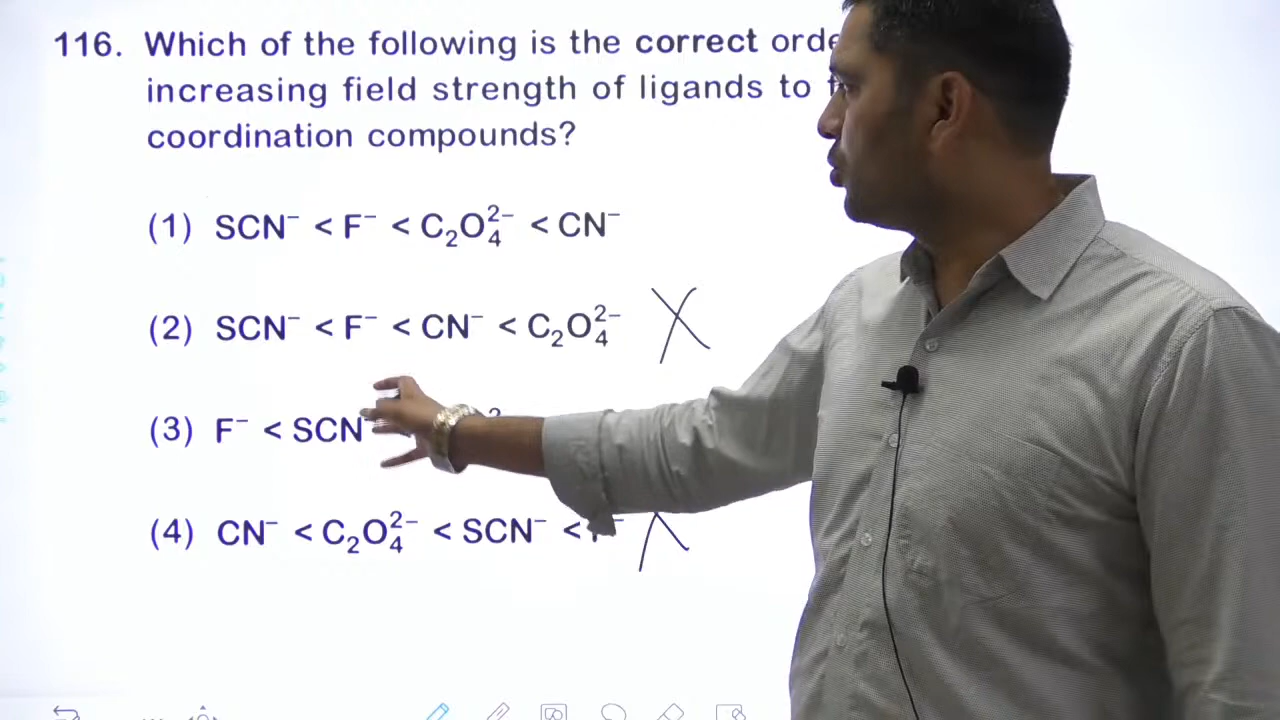 116. Which of the following is the correct
increasing field strength of ligands to
coordination compounds?
(1) SCN⁻ < F⁻ < C₂O₄²⁻ < CN⁻
(2) SCN⁻ < F⁻ < CN⁻ < C₂O₄²⁻
(3) F⁻ < SCN⁻
(4) CN⁻ < C₂O₄²⁻ < SCN⁻ <